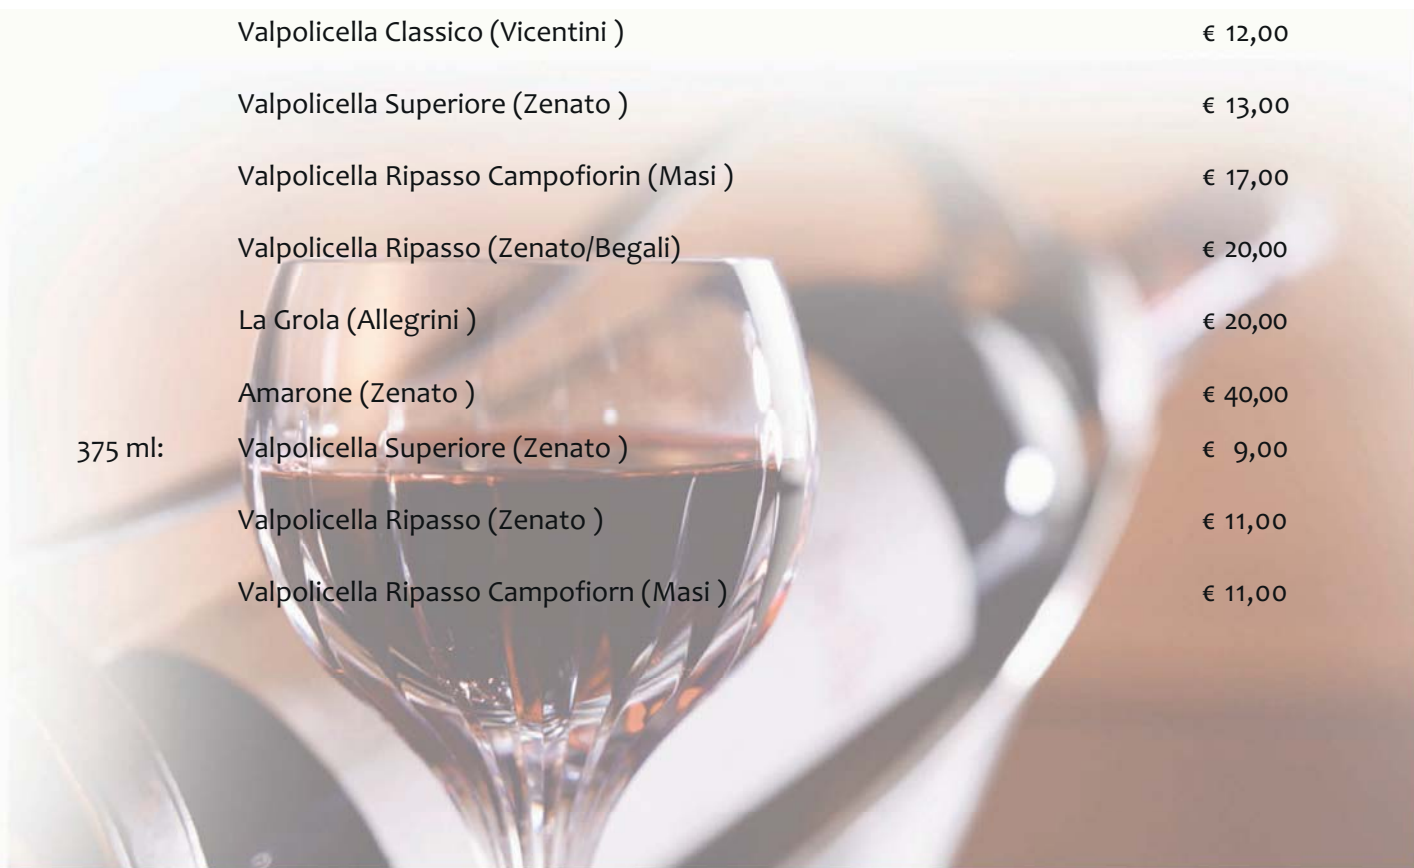 Valpolicella Classico (Vicentini ) € 12,00
Valpolicella Superiore (Zenato ) € 13,00
Valpolicella Ripasso Campofiorin (Masi ) € 17,00
Valpolicella Ripasso (Zenato/Begali) € 20,00
La Grola (Allegrini ) € 20,00
Amarone (Zenato ) € 40,00
375 ml: Valpolicella Superiore (Zenato ) € 9,00
Valpolicella Ripasso (Zenato ) € 11,00
Valpolicella Ripasso Campofiorn (Masi ) € 11,00